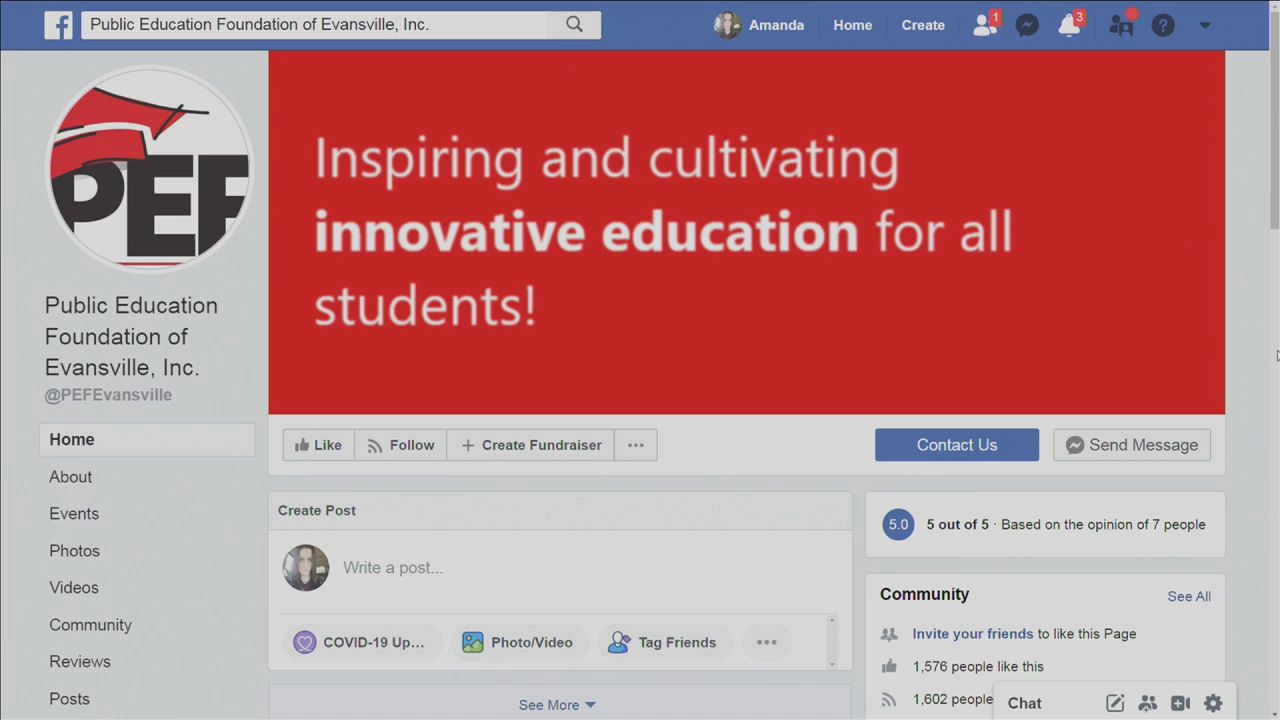 Public Education Foundation of Evansville, Inc.
Amanda
Home
Create
1
3
PEF
Public Education
Foundation of
Evansville, Inc.
@PEFEvansville
Inspiring and cultivating
innovative education for all
students!
Like
Follow
Create Fundraiser
Contact Us
Send Message
Home
About
Events
Photos
Videos
Community
Reviews
Posts
Create Post
Write a post...
COVID-19 Up...
Photo/Video
Tag Friends
See More
5.0
5 out of 5 · Based on the opinion of 7 people
Community
See All
Invite your friends to like this Page
1,576 people like this
1,602 people
Chat